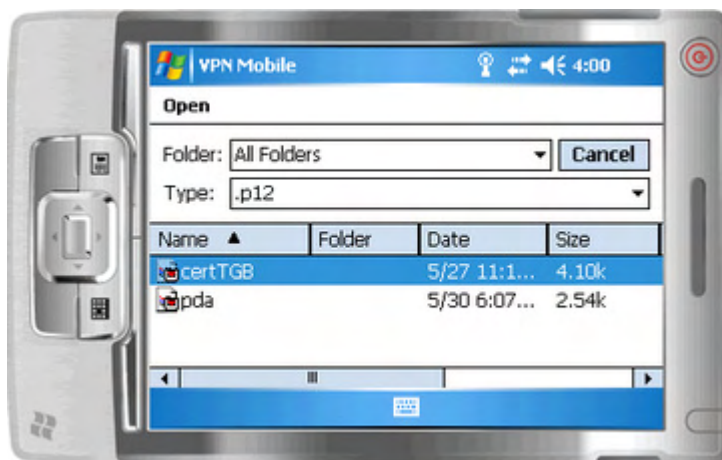 VPN Mobile 4:00
Open
Folder: All Folders Cancel
Type: .p12
Name Folder Date Size
certTGB 5/27 11:1... 4.10k
pda 5/30 6:07... 2.54k